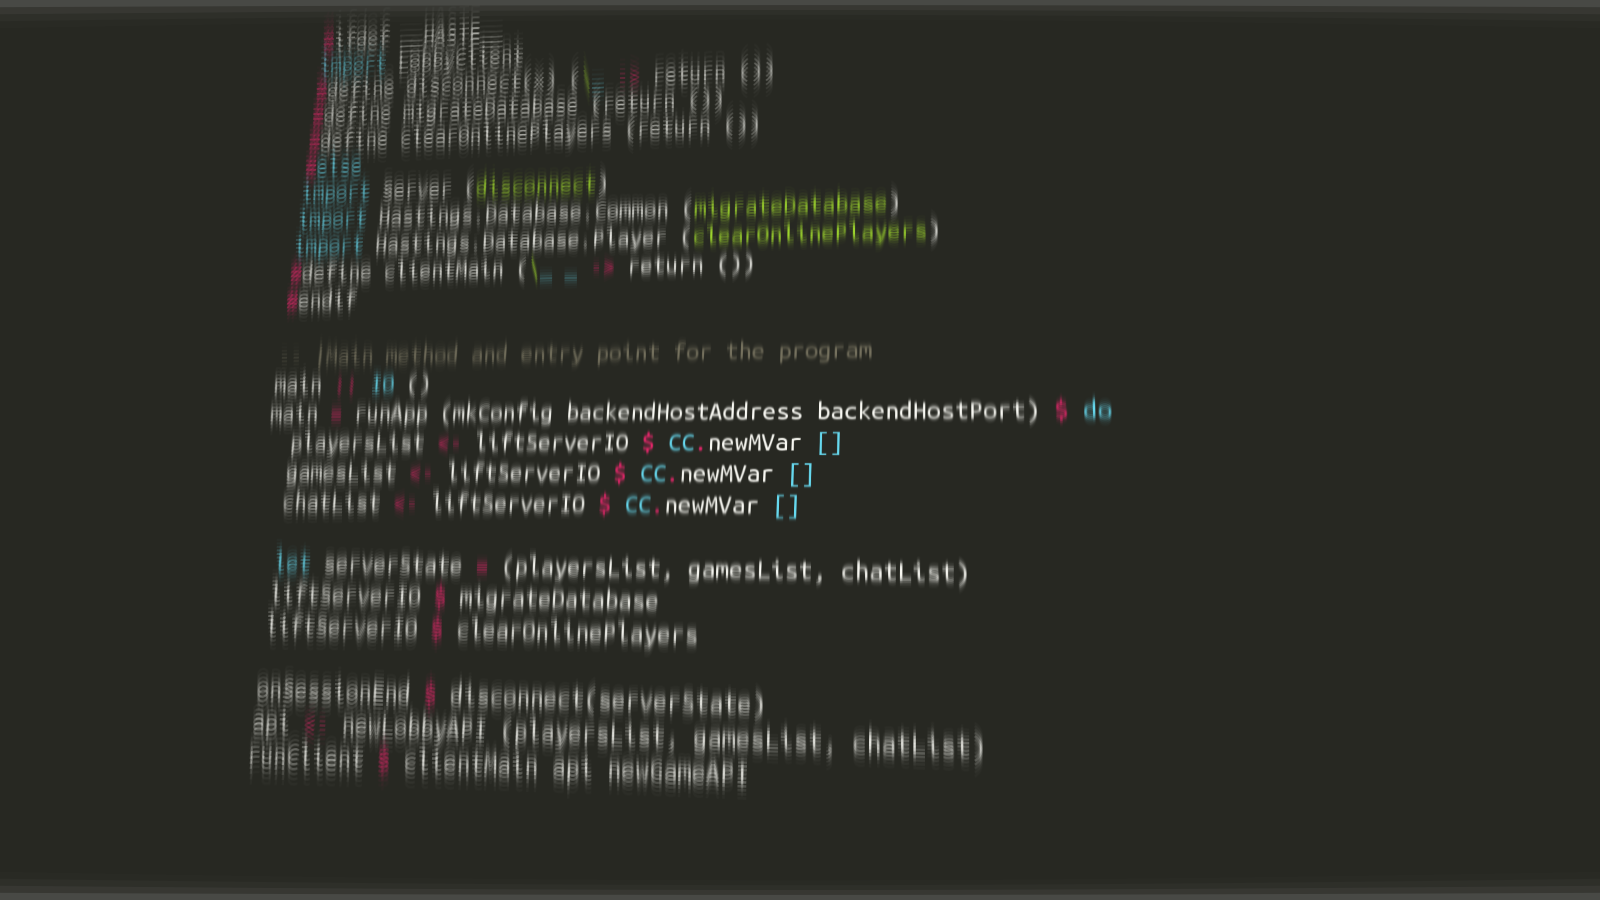 #ifdef __HASTE__
import LobbyClient
#define disconnect(x) (\_ -> return ())
#define migrateDatabase (return ())
#define clearOnlinePlayers (return ())
#else
import Server (disconnect)
import Hastings.Database.Common (migrateDatabase)
import Hastings.Database.Player (clearOnlinePlayers)
#define clientMain (\_ _ -> return ())
#endif
-- |Main method and entry point for the program
main :: IO ()
main = runApp (mkConfig backendHostAddress backendHostPort) $ do
playersList <- liftServerIO $ CC.newMVar []
gamesList <- liftServerIO $ CC.newMVar []
chatList <- liftServerIO $ CC.newMVar []
let serverState = (playersList, gamesList, chatList)
liftServerIO $ migrateDatabase
liftServerIO $ clearOnlinePlayers
onSessionEnd $ disconnect(serverState)
api <- newLobbyAPI (playersList, gamesList, chatList)
runClient $ clientMain api newGameAPI